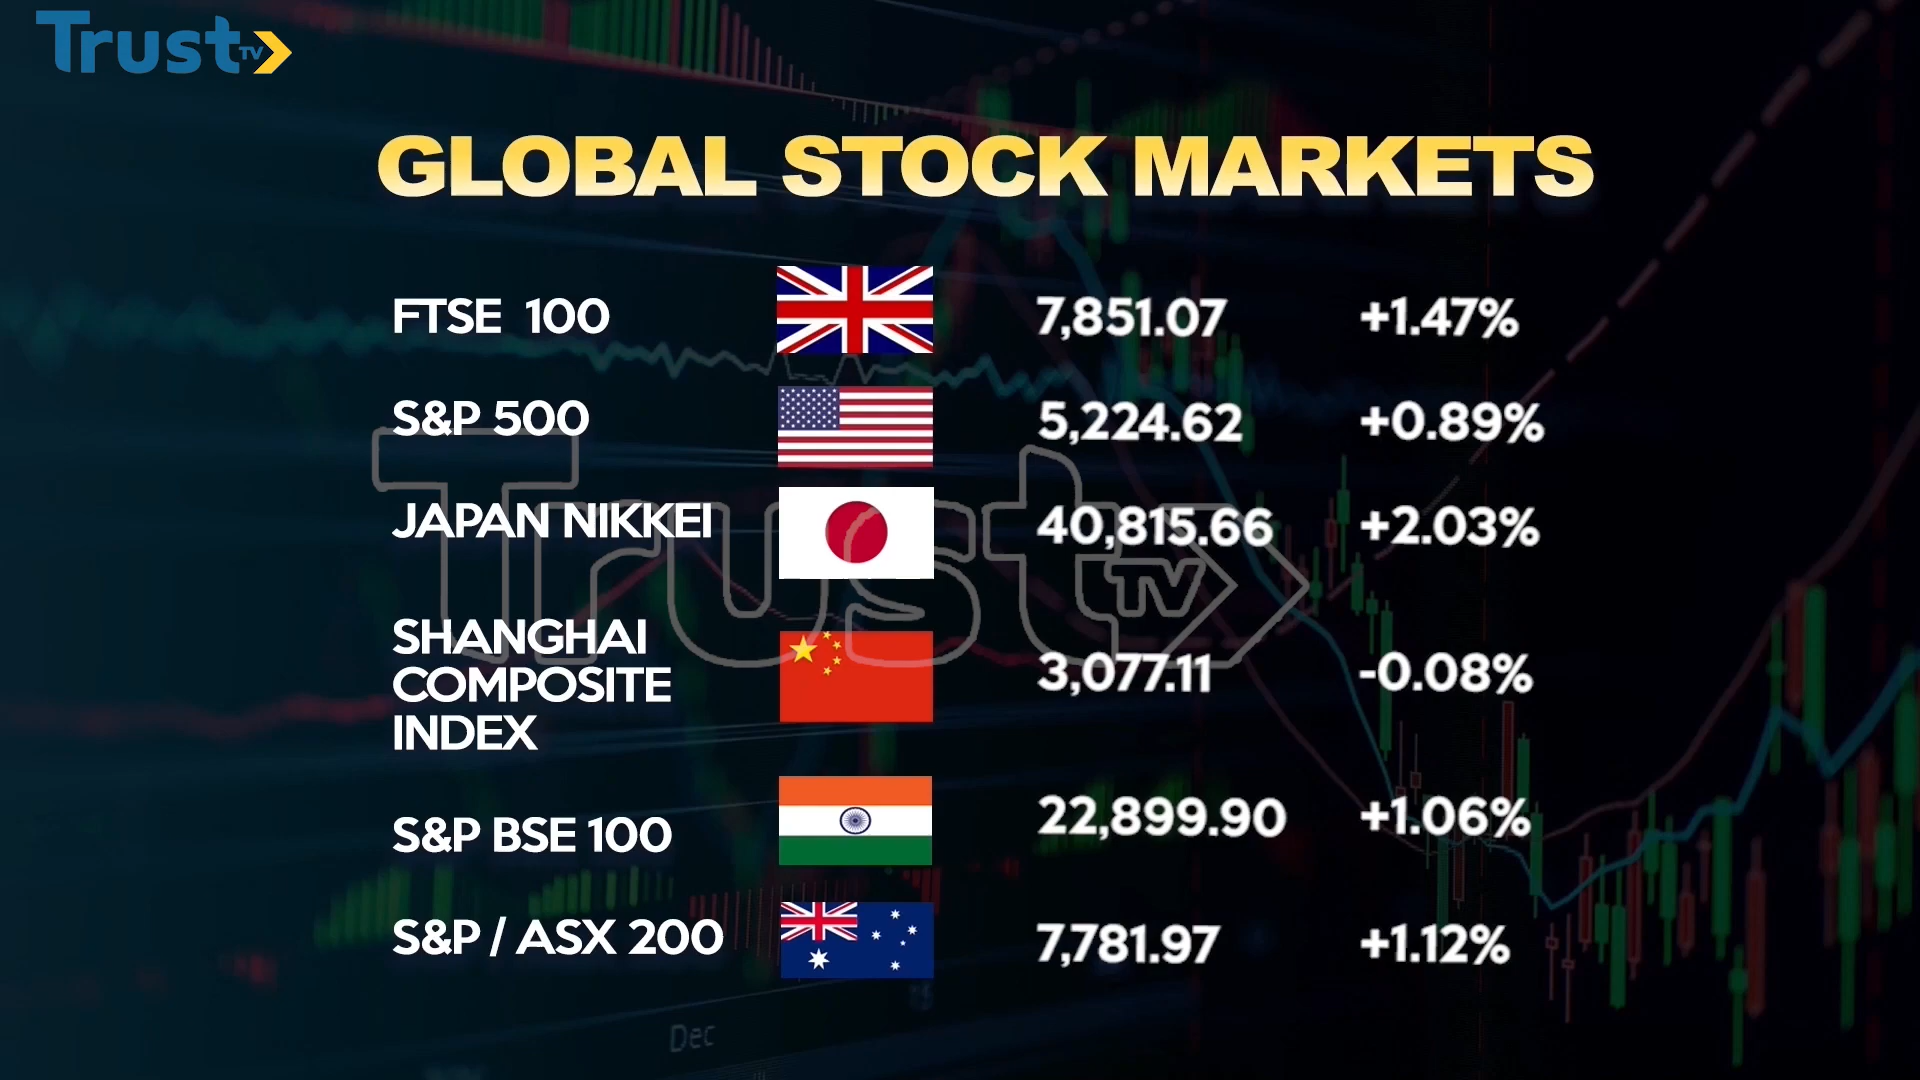 Trust TV
GLOBAL STOCK MARKETS
FTSE 100 7,851.07 +1.47%
S&P 500 5,224.62 +0.89%
JAPAN NIKKEI 40,815.66 +2.03%
Trust TV
SHANGHAI
COMPOSITE
INDEX
3,077.11 -0.08%
S&P BSE 100 22,899.90 +1.06%
S&P / ASX 200 7,781.97 +1.12%
Dec